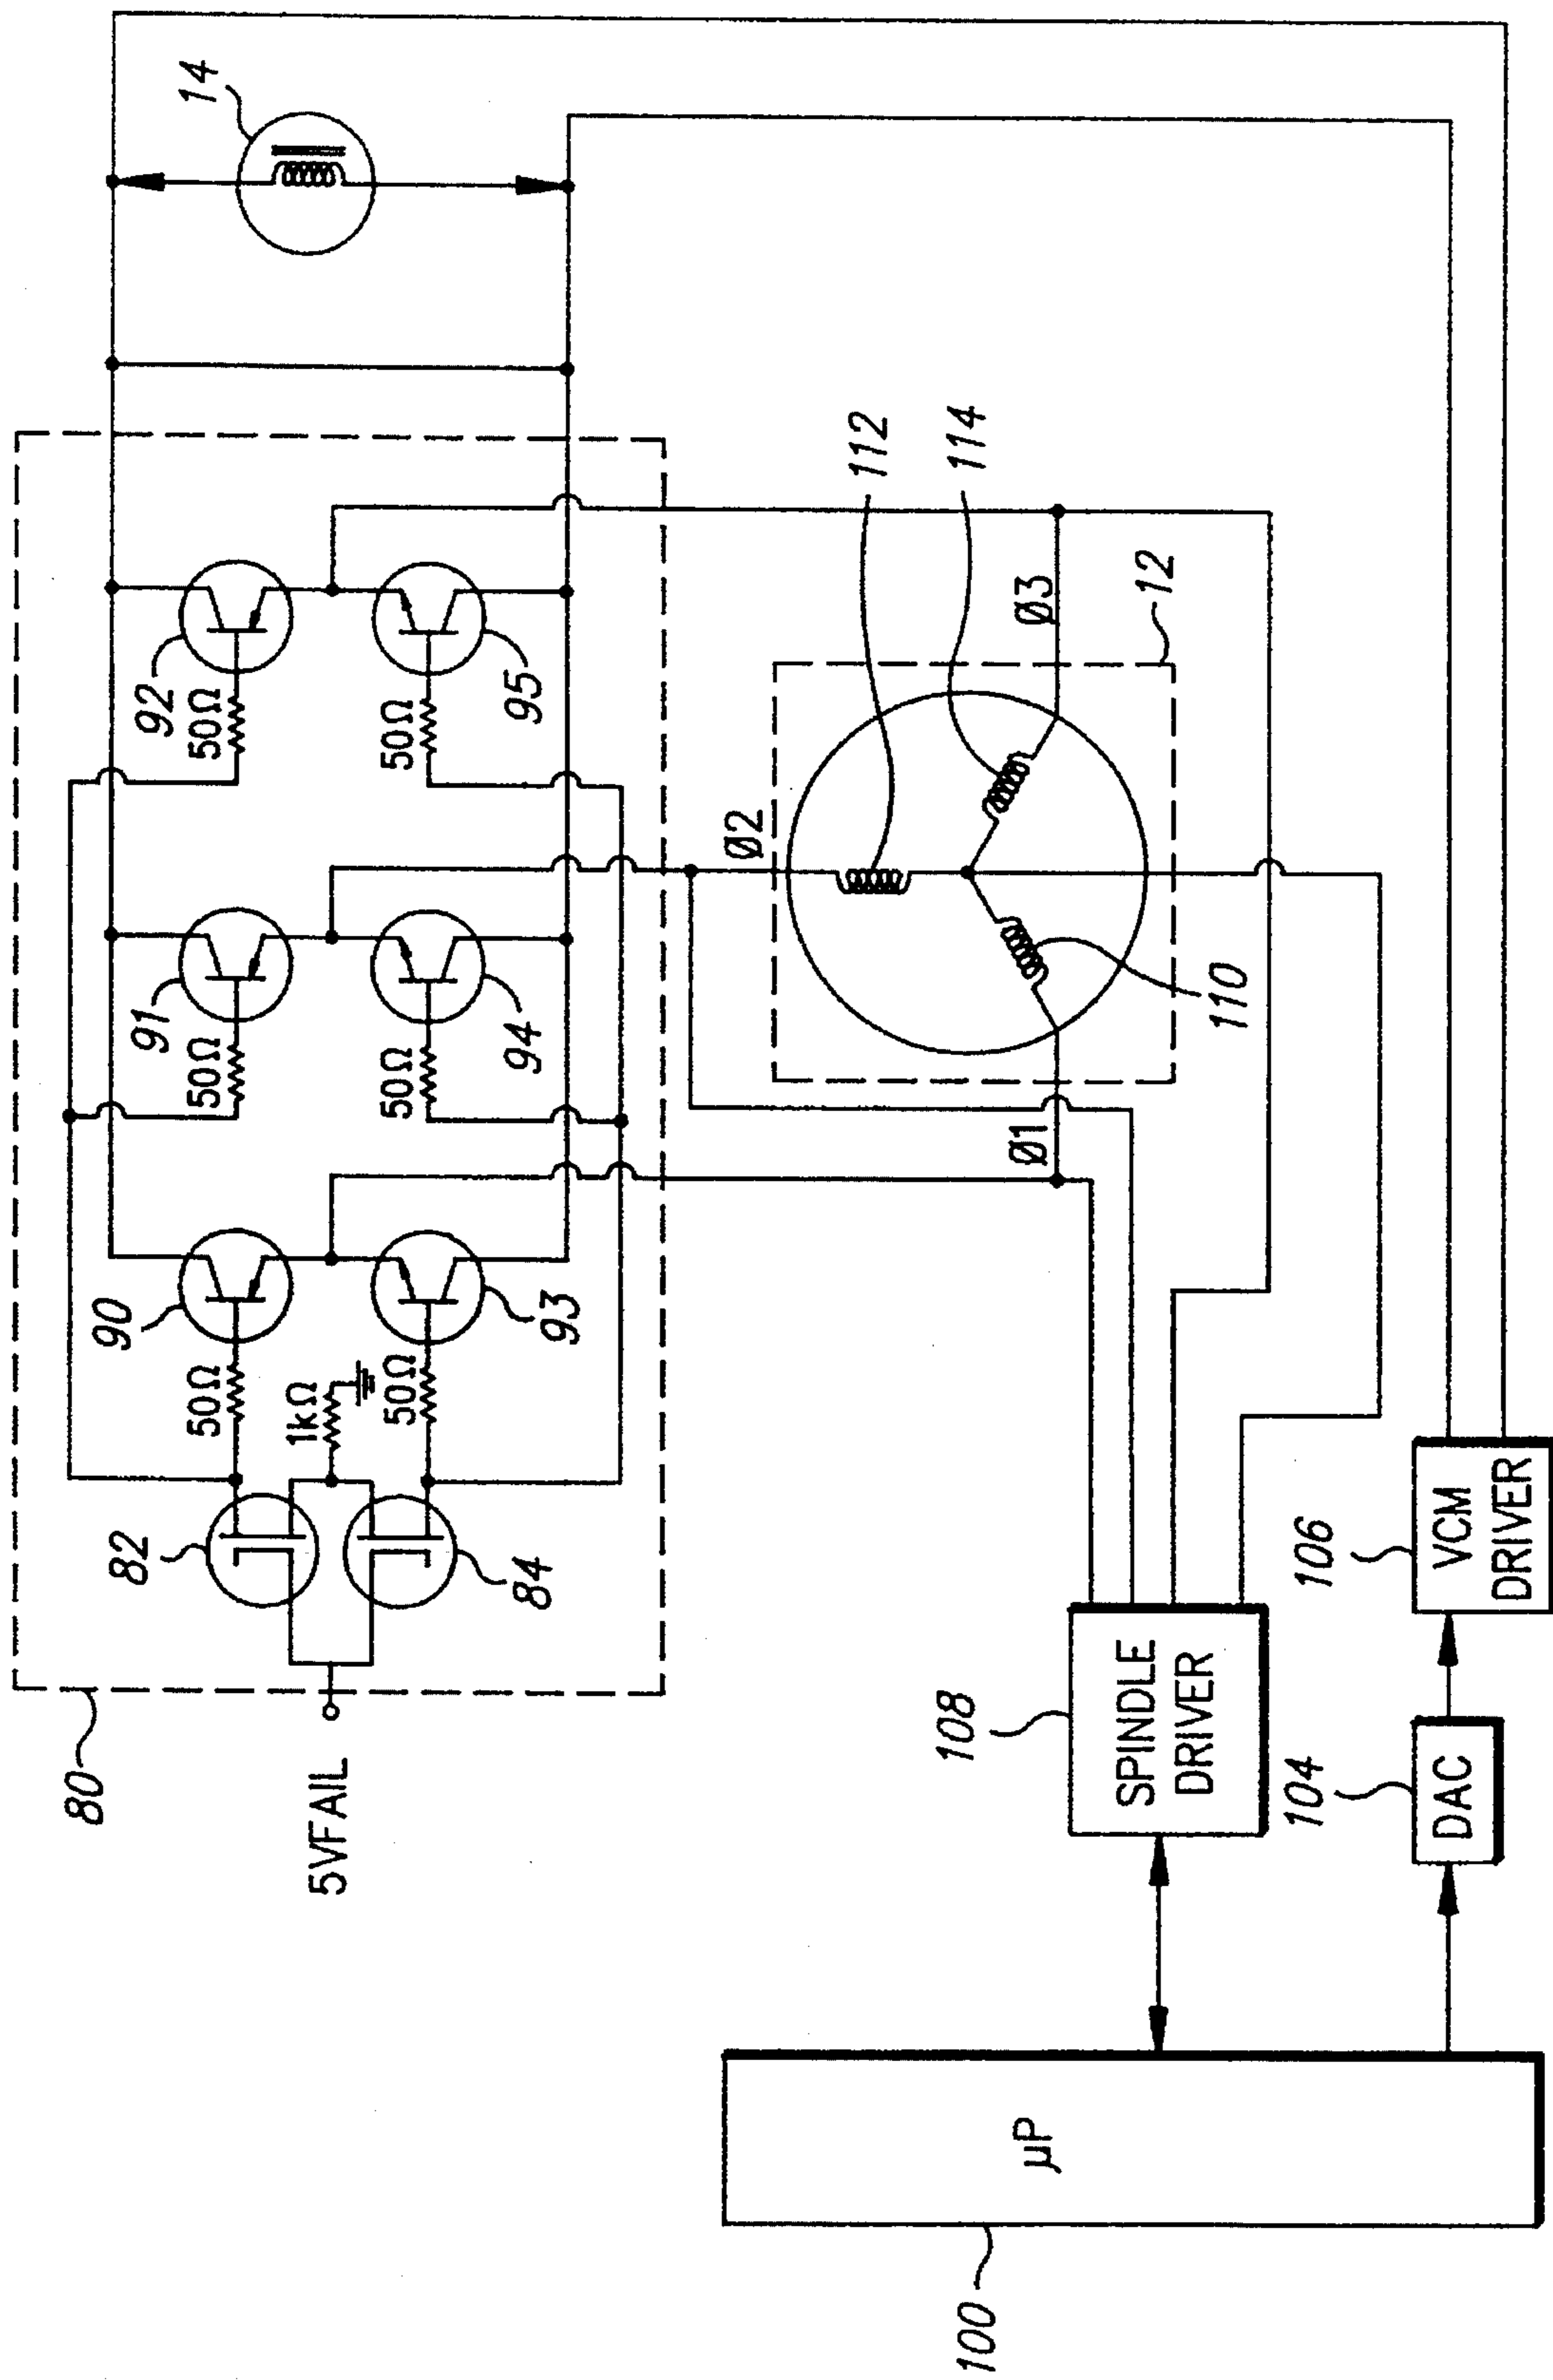 80
5VFAIL
82
84
50Ω
1kΩ
50Ω
90
93
50Ω
50Ω
91
94
50Ω
50Ω
92
95
14
Ø1
Ø2
Ø3
110
112
114
12
100
µP
108
SPINDLE
DRIVER
104
DAC
106
VCM
DRIVER